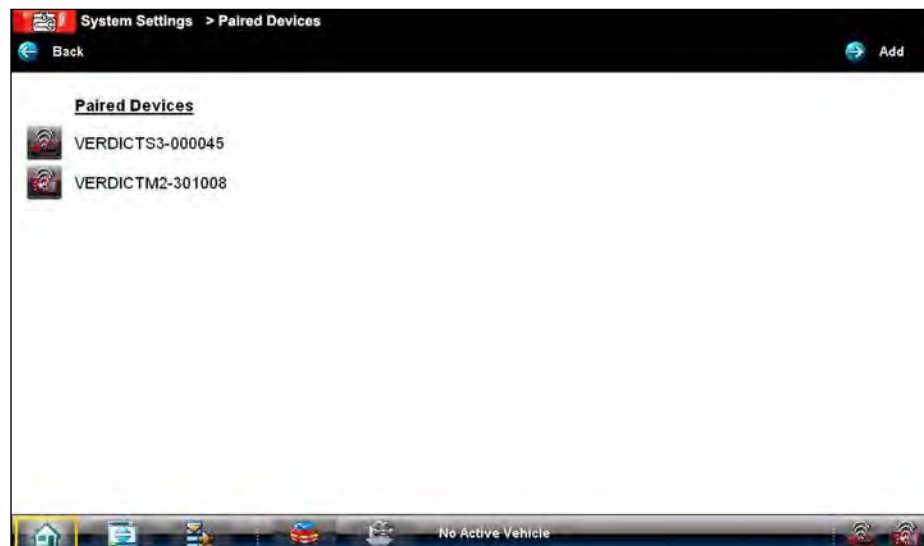 System Settings > Paired Devices
Back
Add
Paired Devices
VERDICTS3-000045
VERDICTM2-301008
No Active Vehicle